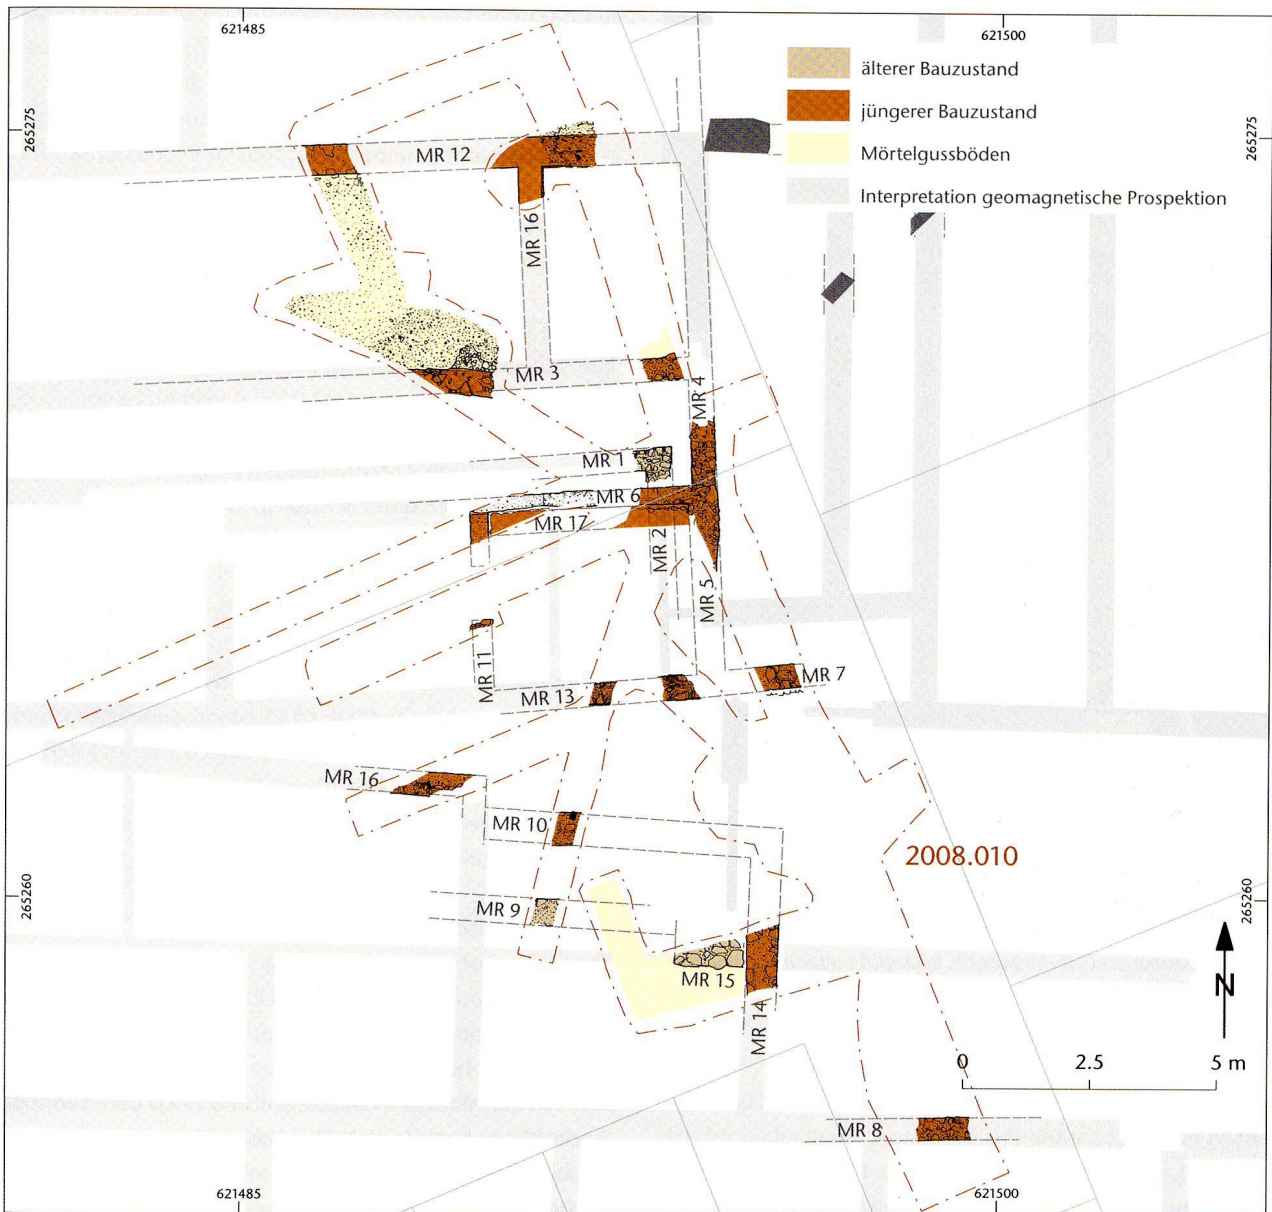 621485
621500
265275
265275
älterer Bauzustand
jüngerer Bauzustand
Mörtelgussböden
Interpretation geomagnetische Prospektion
MR 12
MR 16
MR 3
MR 4
MR 1
MR 6
MR 17
MR 2
MR 5
MR 11
MR 13
MR 7
MR 16
MR 10
2008.010
265260
265260
MR 9
MR 15
MR 14
N
0 2.5 5 m
MR 8
621485
621500